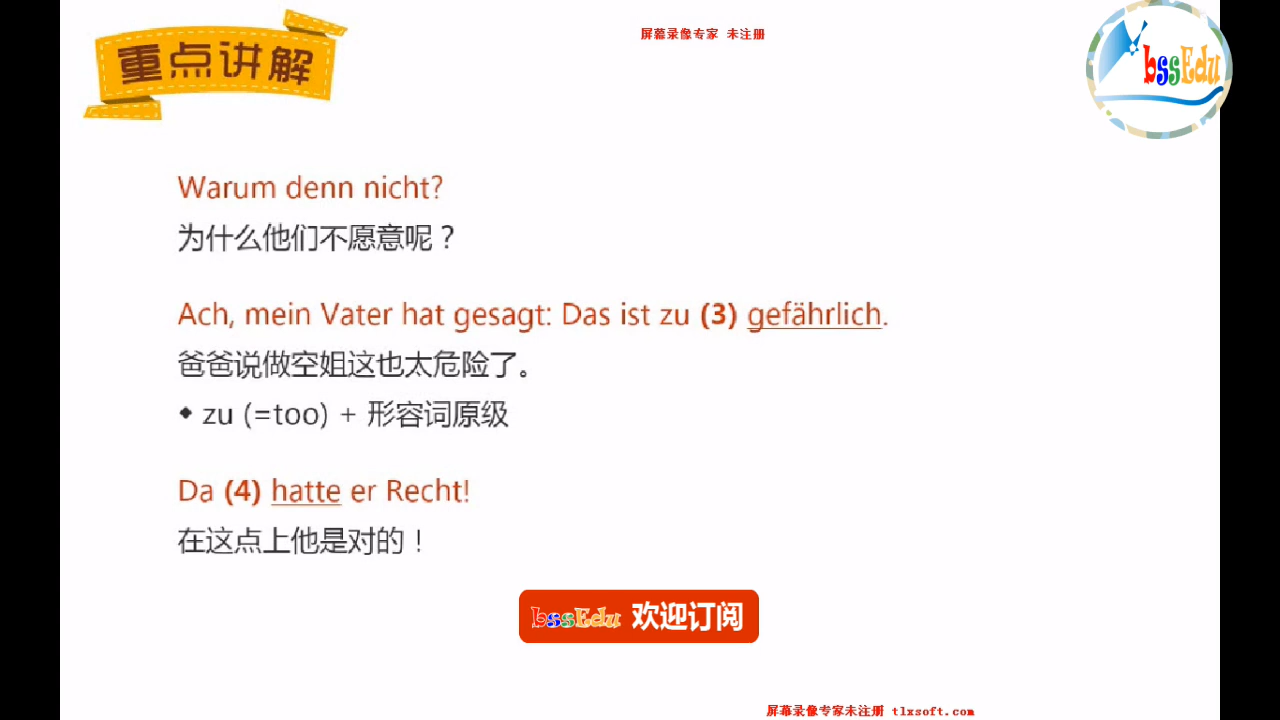 重点讲解
屏幕录像专家 未注册
bssEdu
Warum denn nicht?
为什么他们不愿意呢？
Ach, mein Vater hat gesagt: Das ist zu (3) gefährlich.
爸爸说做空姐这也太危险了。
◆ zu (=too) + 形容词原级
Da (4) hatte er Recht!
在这点上他是对的！
bssEdu 欢迎订阅
屏幕录像专家未注册 tlxsoft.com